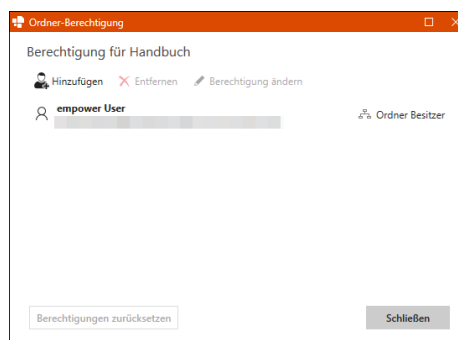 Ordner-Berechtigung
Berechtigung für Handbuch
Hinzufügen Entfernen Berechtigung ändern
empower User
Ordner Besitzer
Berechtigungen zurücksetzen Schließen